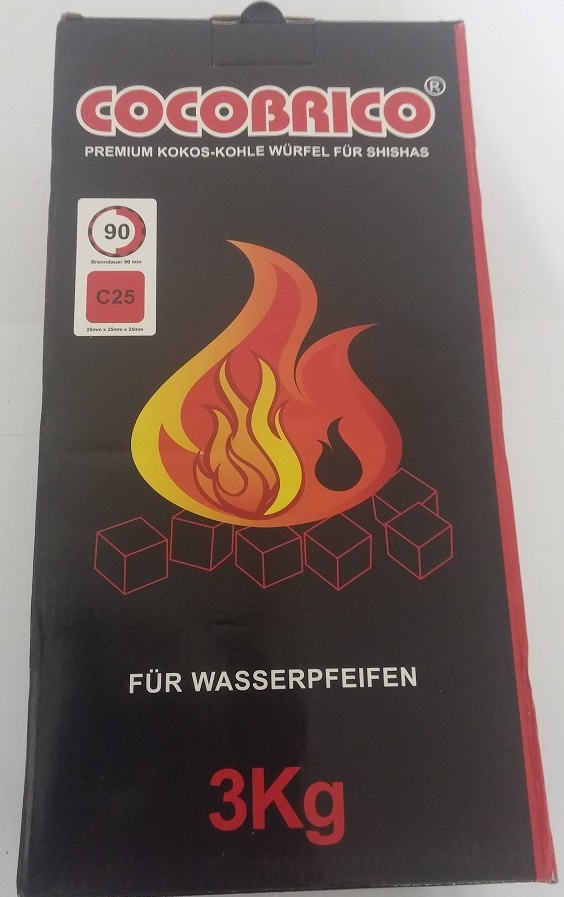 COCOBRICO®
PREMIUM KOKOS-KOHLE WÜRFEL FÜR SHISHAS
90
Brenndauer 90 min
C25
25mm x 25mm x 25mm
FÜR WASSERPFEIFEN
3Kg